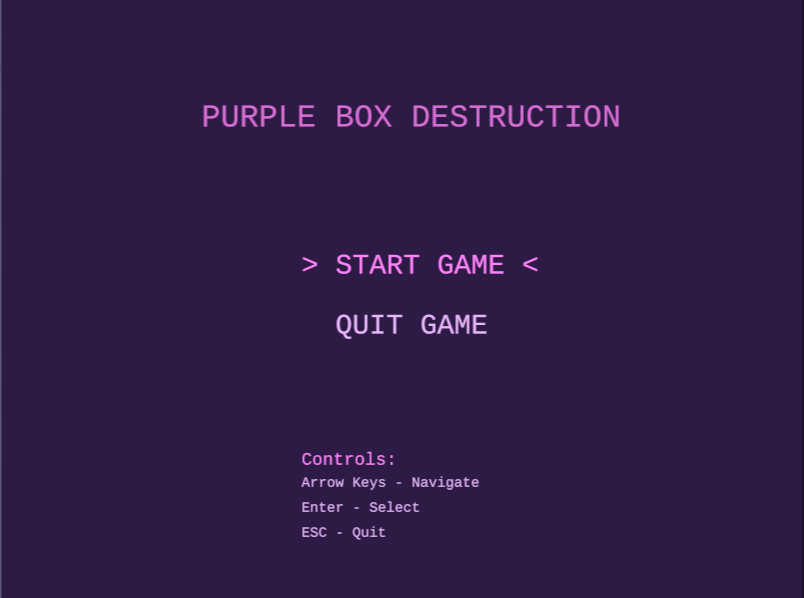 PURPLE BOX DESTRUCTION
> START GAME <
QUIT GAME
Controls:
Arrow Keys - Navigate
Enter - Select
ESC - Quit